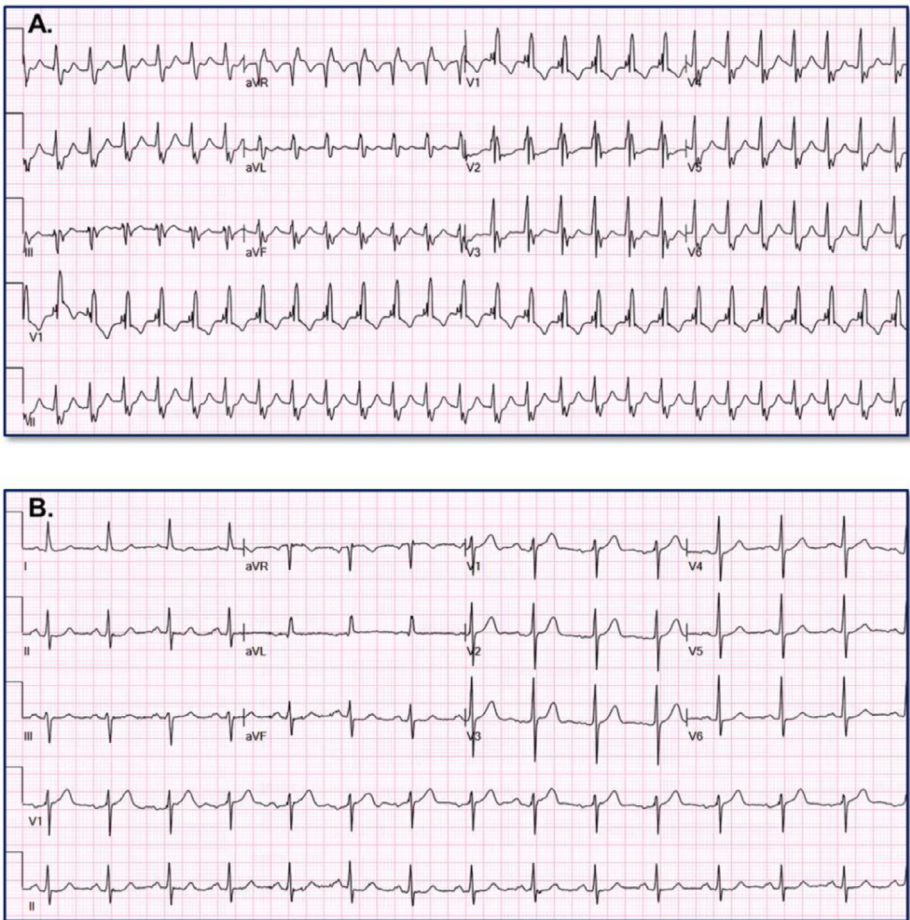 A.
aVR V1 V4
aVL V2 V5
III aVF V3 V6
V1
VII
B.
I aVR V1 V4
II aVL V2 V5
III aVF V3 V6
V1
II